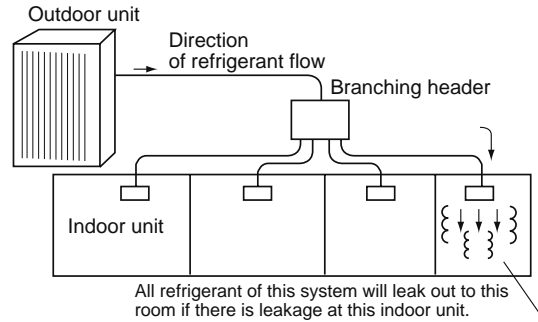 Outdoor unit
Direction
of refrigerant flow
Branching header
Indoor unit
All refrigerant of this system will leak out to this
room if there is leakage at this indoor unit.